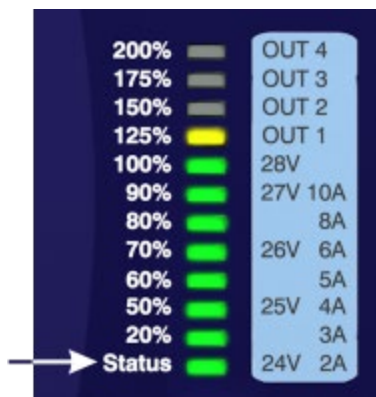 200% OUT 4
175% OUT 3
150% OUT 2
125% OUT 1
100% 28V
90% 27V 10A
80% 8A
70% 26V 6A
60% 5A
50% 25V 4A
20% 3A
Status 24V 2A